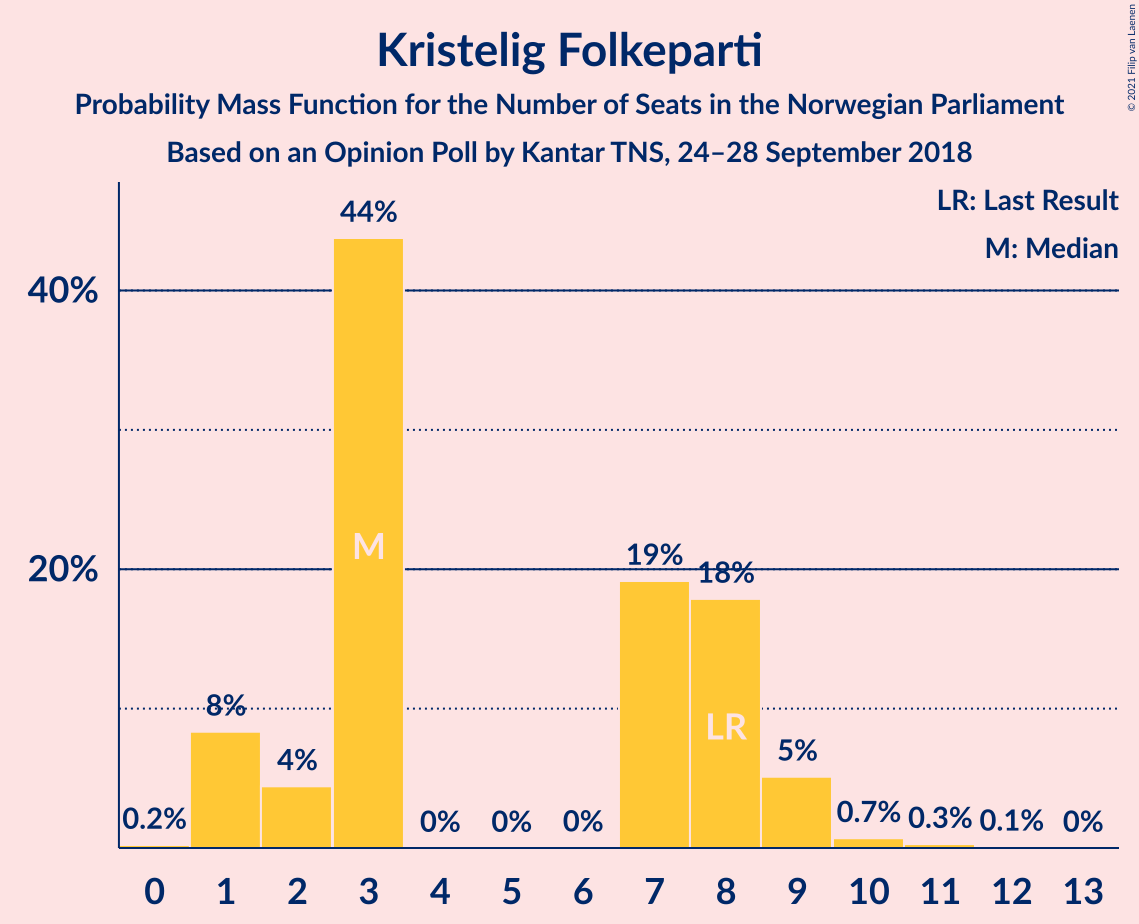 Kristelig Folkeparti
Probability Mass Function for the Number of Seats in the Norwegian Parliament
Based on an Opinion Poll by Kantar TNS, 24–28 September 2018
© 2021 Filip van Laenen
LR: Last Result
M: Median
40%
20%
0.2%
8%
4%
44%
0%
0%
0%
19%
18%
5%
0.7%
0.3%
0.1%
0%
M
LR
0 1 2 3 4 5 6 7 8 9 10 11 12 13